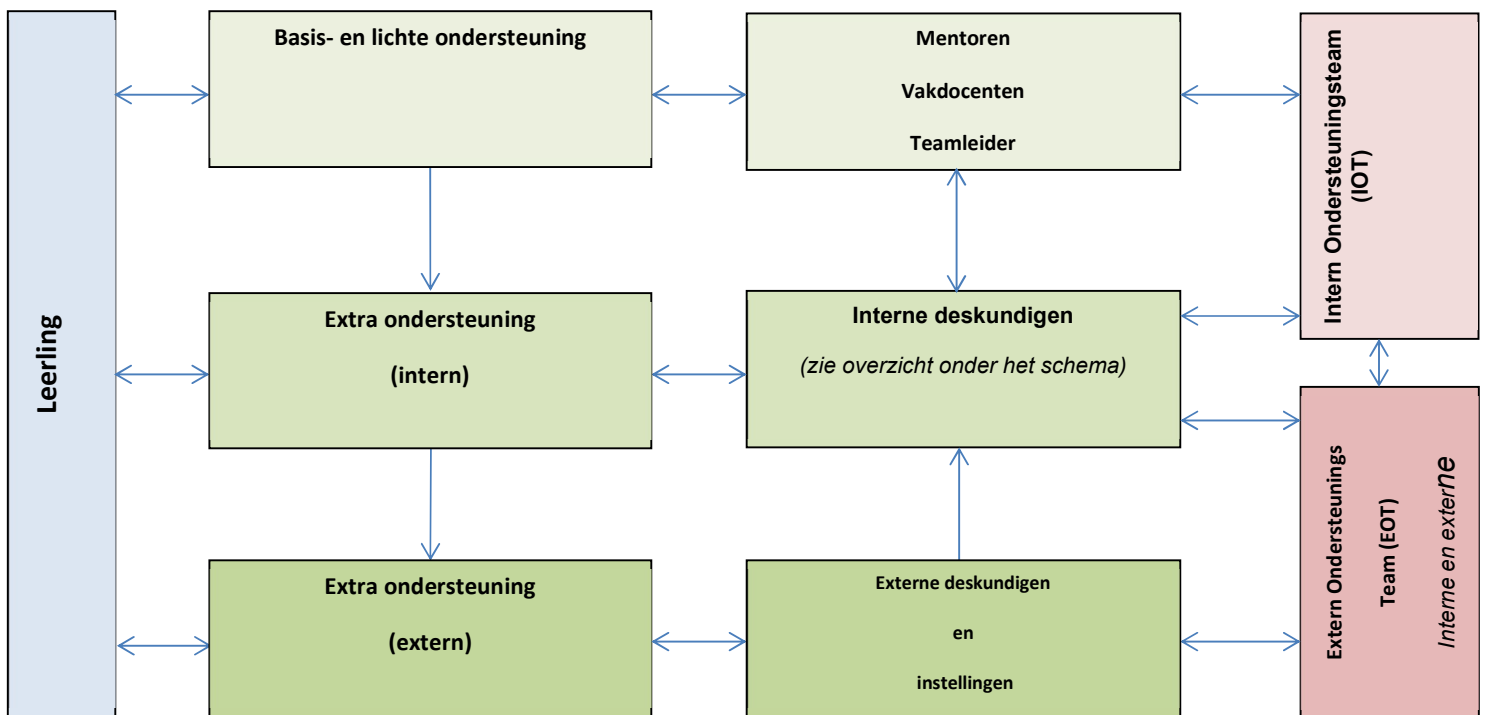 Leerling
Basis- en lichte ondersteuning
Mentoren
Vakdocenten
Teamleider
Intern Ondersteuningsteam
(IOT)
Extra ondersteuning
(intern)
Interne deskundigen
(zie overzicht onder het schema)
Extra ondersteuning
(extern)
Externe deskundigen
en
instellingen
Extern Ondersteunings
Team (EOT)
Interne en externe